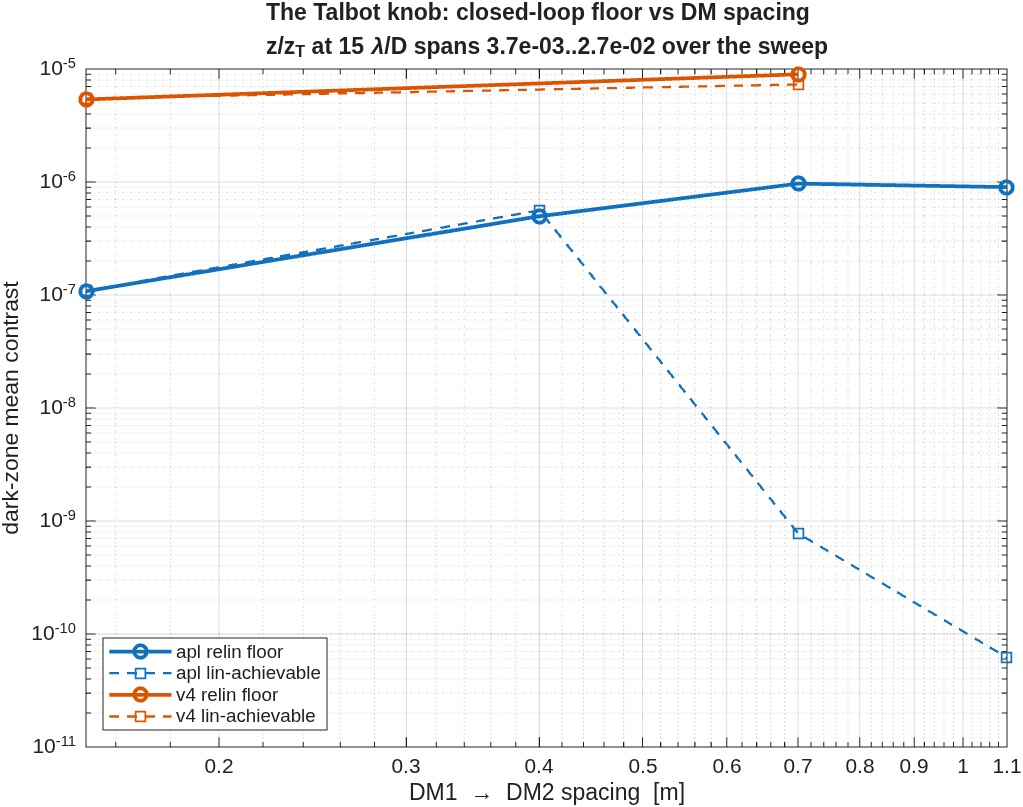 The Talbot knob: closed-loop floor vs DM spacing
z/z_T at 15 λ/D spans 3.7e-03..2.7e-02 over the sweep
10^-5
10^-6
10^-7
10^-8
10^-9
10^-10
10^-11
dark-zone mean contrast
apl relin floor
apl lin-achievable
v4 relin floor
v4 lin-achievable
0.2 0.3 0.4 0.5 0.6 0.7 0.8 0.9 1 1.1
DM1 → DM2 spacing [m]